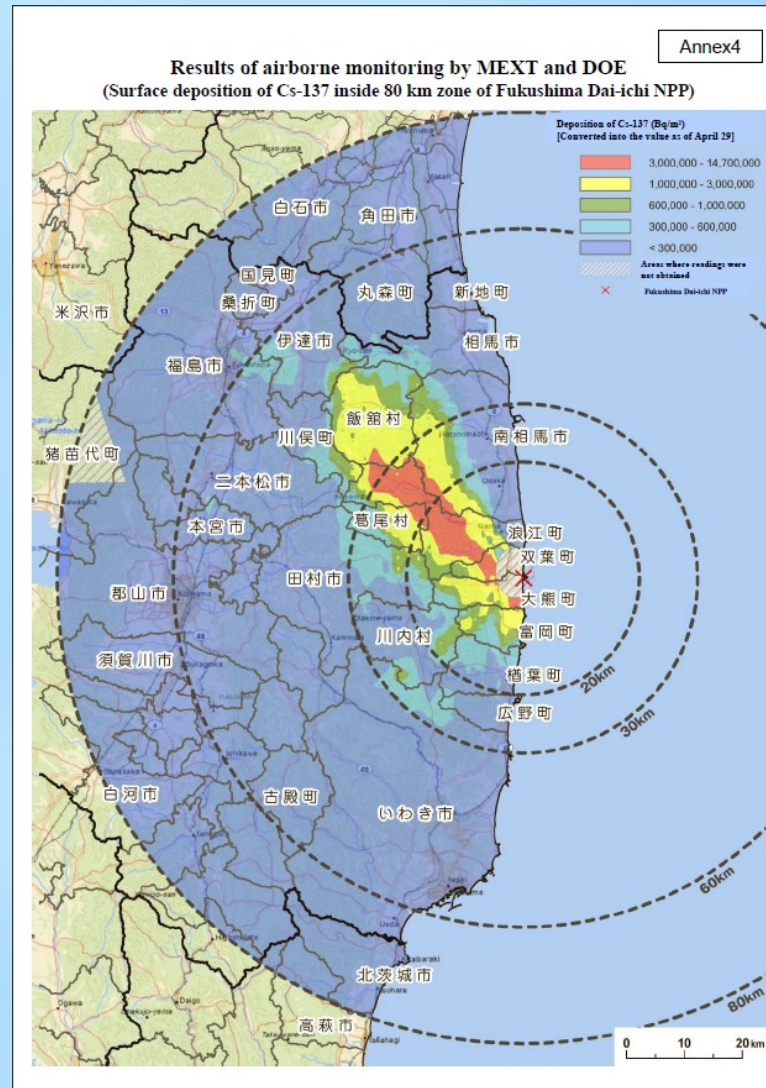 Annex4
Results of airborne monitoring by MEXT and DOE
(Surface deposition of Cs-137 inside 80 km zone of Fukushima Dai-ichi NPP)
Deposition of Cs-137 (Bq/m²)
[Converted into the value as of April 29]
3,000,000 - 14,700,000
1,000,000 - 3,000,000
600,000 - 1,000,000
300,000 - 600,000
< 300,000
Areas where readings were
not obtained
Fukushima Dai-ichi NPP
白石市
角田市
国見町
丸森町
新地町
桑折町
米沢市
伊達市
相馬市
福島市
飯舘村
川俣町
南相馬市
猪苗代町
二本松市
葛尾村
本宮市
浪江町
双葉町
田村市
郡山市
大熊町
川内村
富岡町
須賀川市
楢葉町
20km
広野町
30km
白河市
古殿町
いわき市
60km
北茨城市
80km
高萩市
Ogawa
Daigo
0 10 20 km